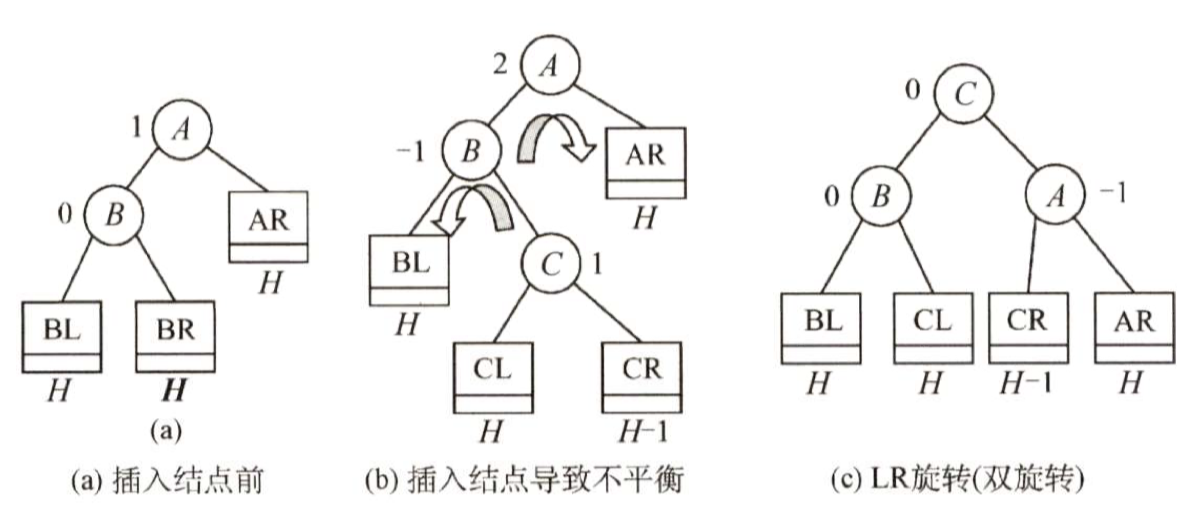 1 A
0 B
AR
H
BL
BR
H
H
(a)
(a) 插入结点前
2 A
-1 B
AR
H
BL
H
C 1
CL
CR
H
H-1
(b) 插入结点导致不平衡
0 C
0 B
A -1
BL
CL
CR
AR
H
H
H-1
H
(c) LR旋转(双旋转)